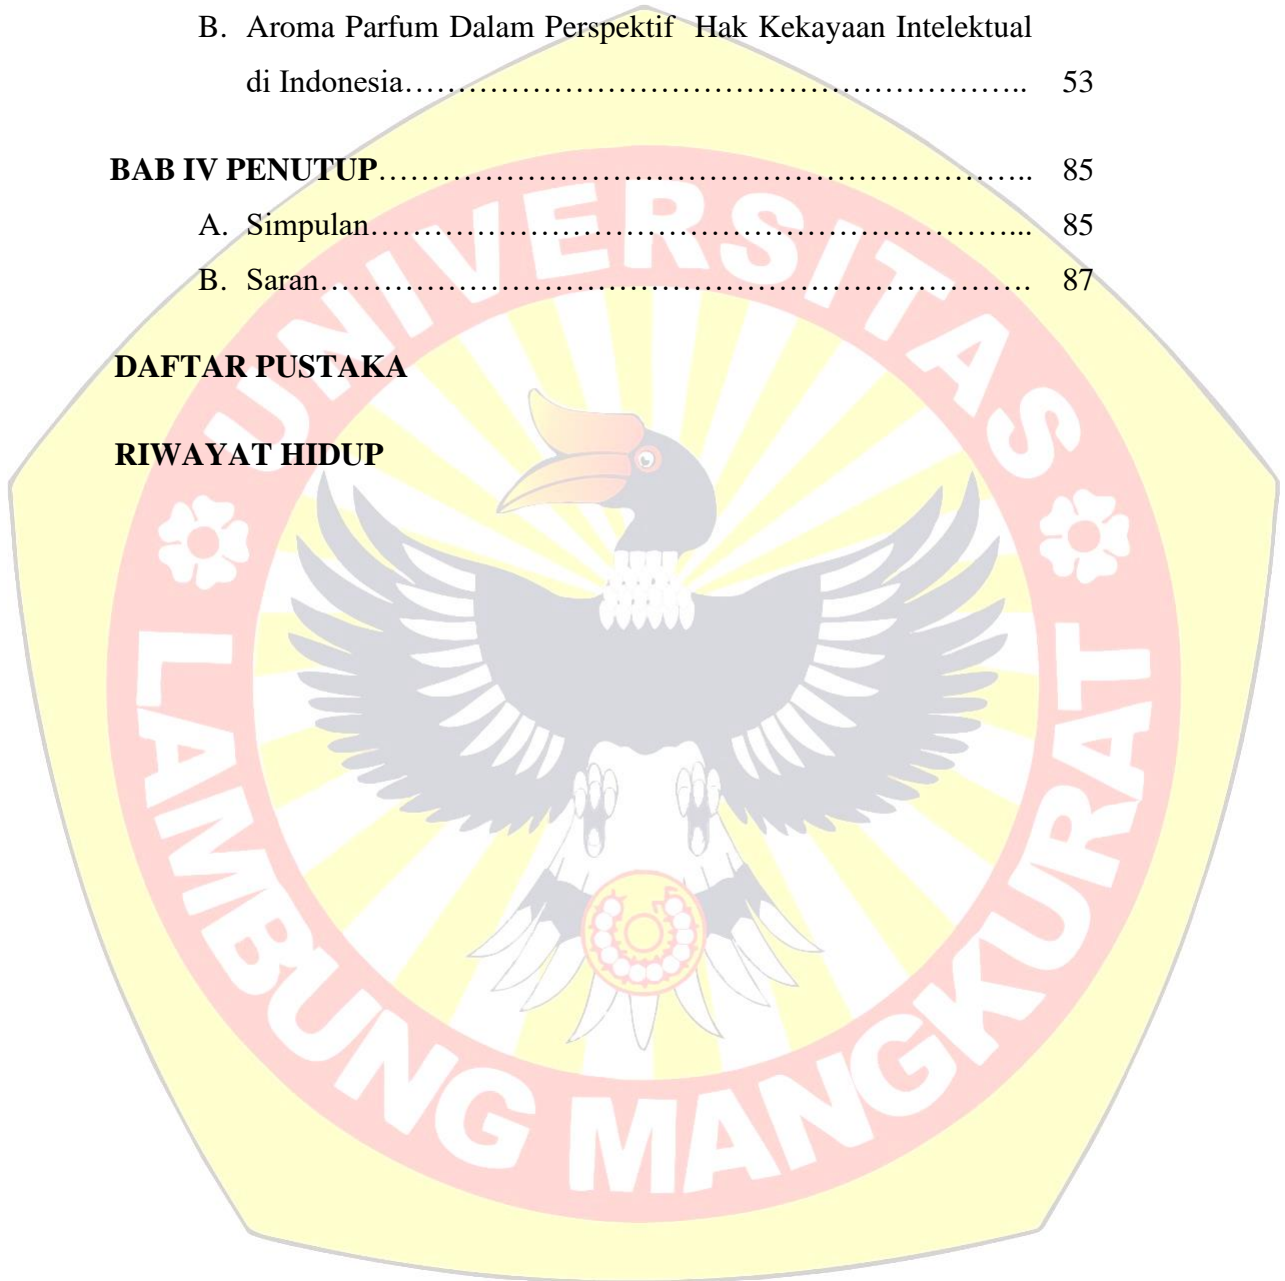 B. Aroma Parfum Dalam Perspektif Hak Kekayaan Intelektual
di Indonesia………………………………………………….. 53
BAB IV PENUTUP…………………………………………………….. 85
A. Simpulan……………………………………………………... 85
B. Saran…………………………………………………………. 87
DAFTAR PUSTAKA
RIWAYAT HIDUP
UNIVERSITAS
LAMBUNG MANGKURAT